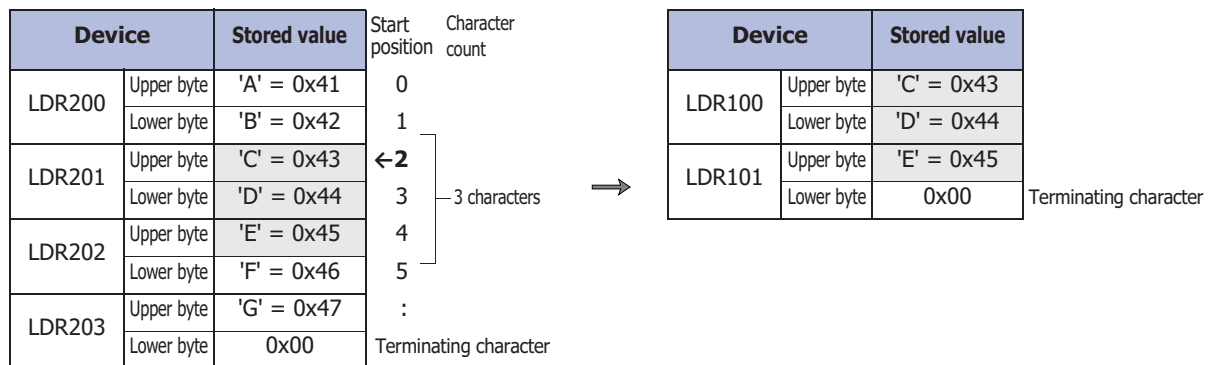 Device Stored value Start position Character count
LDR200 Upper byte 'A' = 0x41 0
Lower byte 'B' = 0x42 1
LDR201 Upper byte 'C' = 0x43 ←2
Lower byte 'D' = 0x44 3 3 characters
LDR202 Upper byte 'E' = 0x45 4
Lower byte 'F' = 0x46 5
LDR203 Upper byte 'G' = 0x47 :
Lower byte 0x00 Terminating character
→
Device Stored value
LDR100 Upper byte 'C' = 0x43
Lower byte 'D' = 0x44
LDR101 Upper byte 'E' = 0x45
Lower byte 0x00 Terminating character